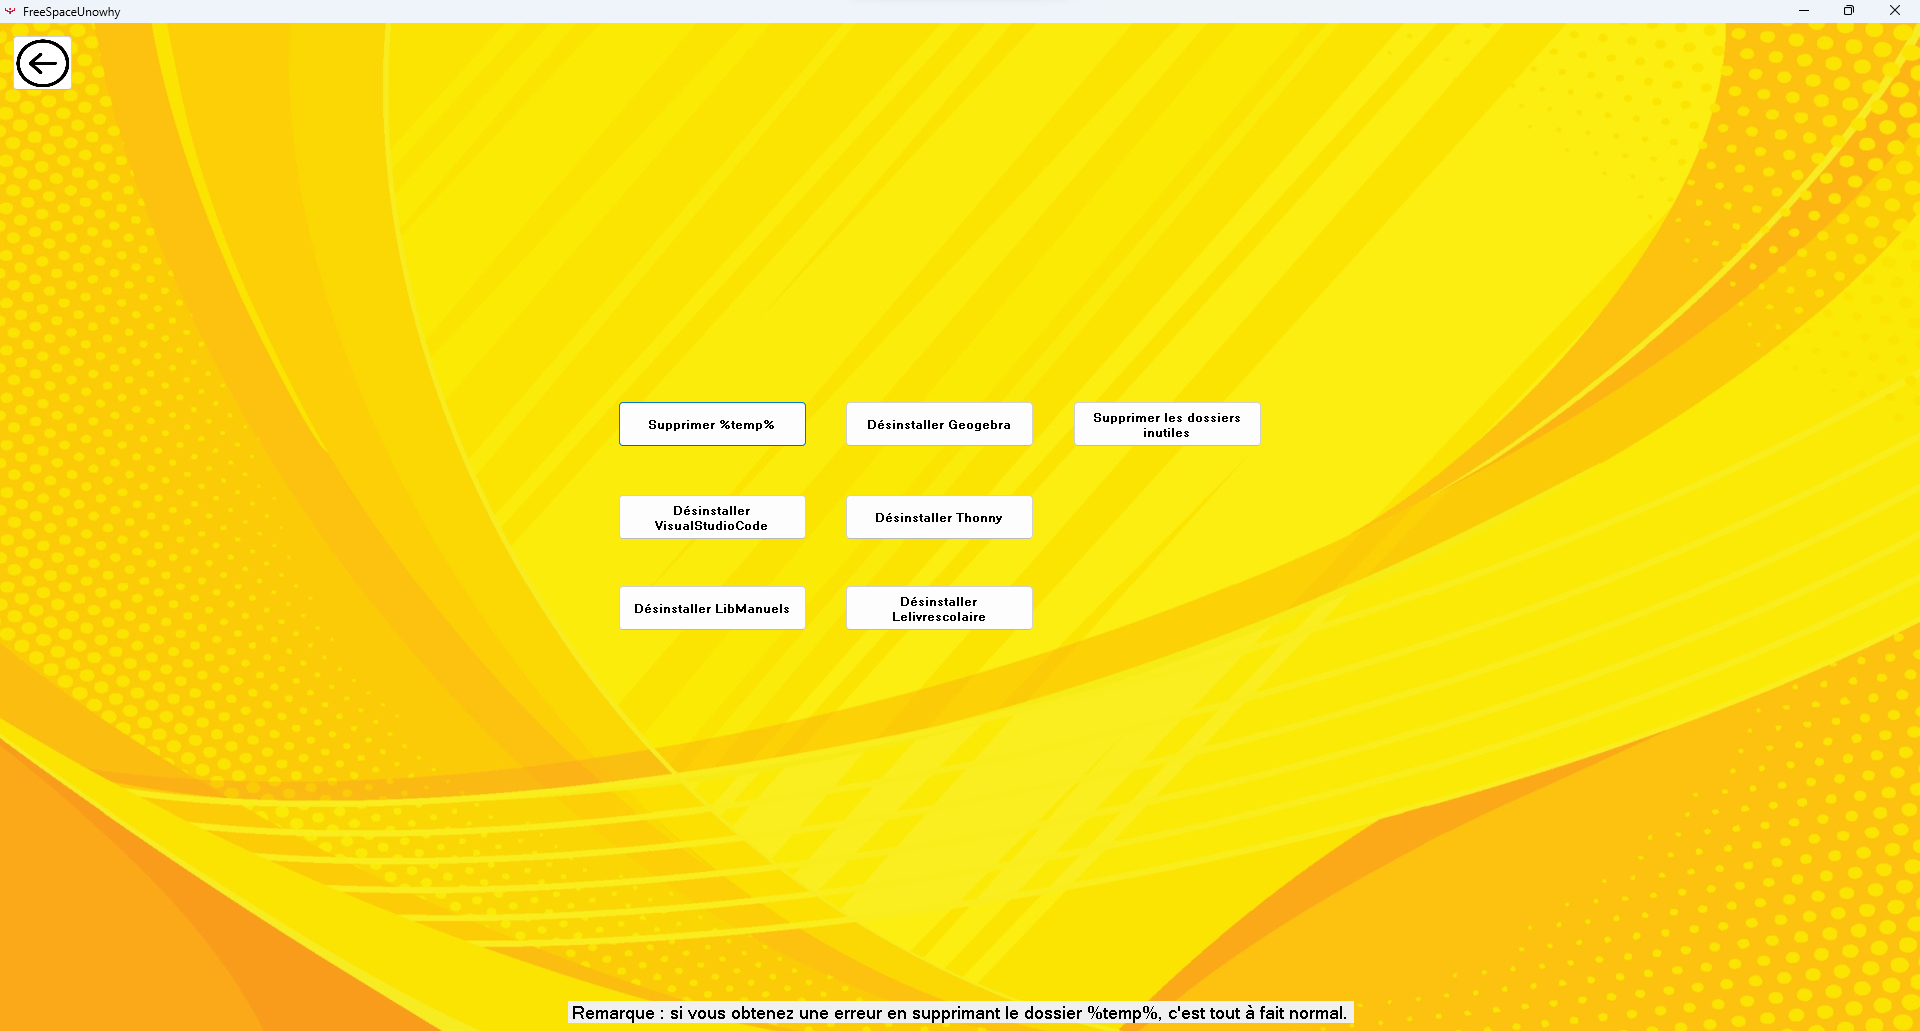 FreeSpaceUnowhy
Supprimer %temp%
Désinstaller Geogebra
Supprimer les dossiers
inutiles
Désinstaller
VisualStudioCode
Désinstaller Thonny
Désinstaller LibManuels
Désinstaller
Lelivrescolaire
Remarque : si vous obtenez une erreur en supprimant le dossier %temp%, c'est tout à fait normal.